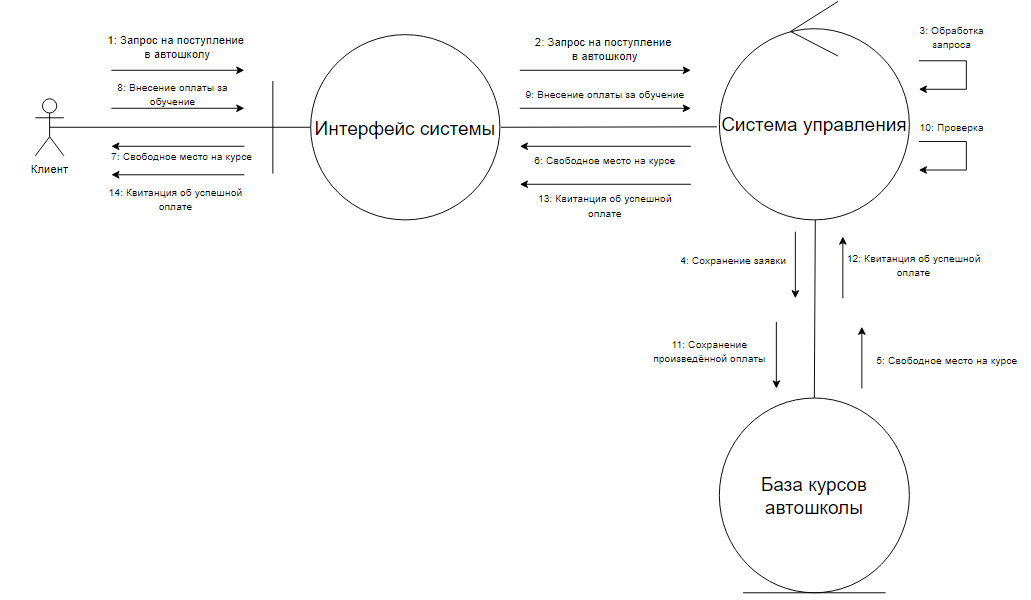 1: Запрос на поступление
в автошколу
8: Внесение оплаты за
обучение
Клиент
7: Свободное место на курсе
14: Квитанция об успешной
оплате
Интерфейс системы
2: Запрос на поступление
в автошколу
9: Внесение оплаты за обучение
6: Свободное место на курсе
13: Квитанция об успешной
оплате
Система управления
3: Обработка
запроса
10: Проверка
4: Сохранение заявки
12: Квитанция об успешной
оплате
11: Сохранение
произведённой оплаты
5: Свободное место на курсе
База курсов
автошколы